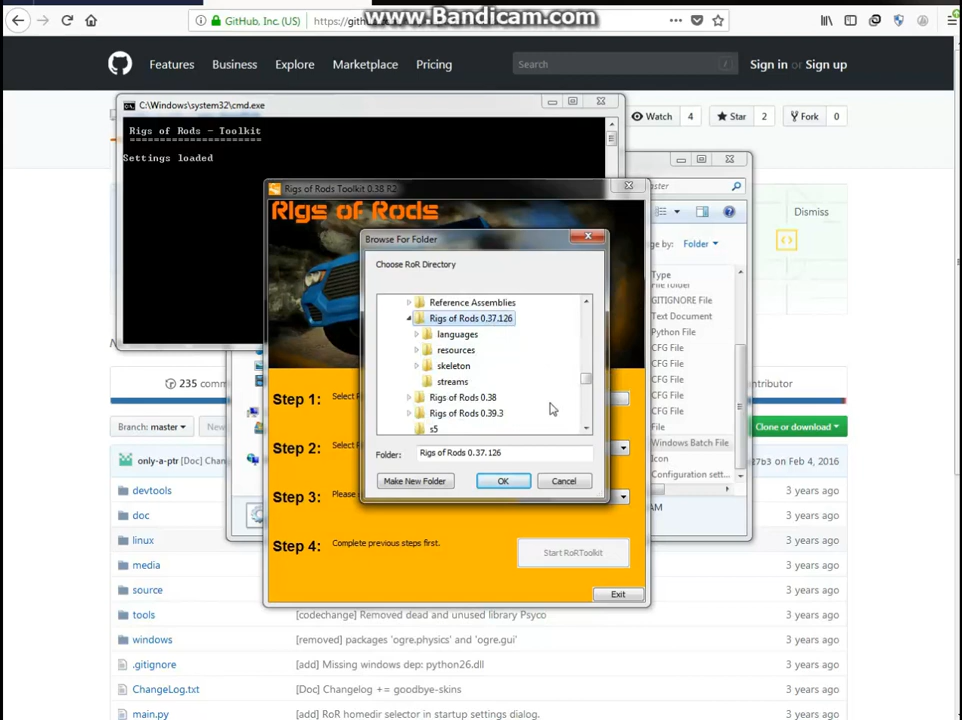 www.Bandicam.com
GitHub, Inc. (US)
https://gith
Features
Business
Explore
Marketplace
Pricing
Search
Sign in or Sign up
C:\Windows\system32\cmd.exe
Watch 4
Star 2
Fork 0
Rigs of Rods - Toolkit
======================
Settings loaded
Rigs of Rods Toolkit 0.38 R2
Rigs of Rods
Dismiss
Browse For Folder
Folder
Choose RoR Directory
Type
Reference Assemblies
GITIGNORE File
Rigs of Rods 0.37.126
Text Document
languages
Python File
resources
CFG File
skeleton
CFG File
streams
CFG File
Rigs of Rods 0.38
CFG File
Rigs of Rods 0.39.3
CFG File
s5
File
235 comm
Step 1:
Branch: master
Clone or download
Step 2:
Windows Batch File
Folder:
Rigs of Rods 0.37.126
Icon
only-a-ptr [Doc] Chan
27b3 on Feb 4, 2016
Configuration sett...
Make New Folder
OK
Cancel
devtools
3 years ago
Step 3:
Please
doc
3 years ago
linux
3 years ago
Step 4:
Complete previous steps first.
Start RoRToolkit
media
3 years ago
source
3 years ago
Exit
tools
[codechange] Removed dead and unused library Psyco
3 years ago
windows
[removed] packages 'ogre.physics' and 'ogre.gui'
3 years ago
.gitignore
[add] Missing windows dep: python26.dll
3 years ago
ChangeLog.txt
[Doc] Changelog += goodbye-skins
3 years ago
main.py
[add] RoR homedir selector in startup settings dialog.
3 years ago